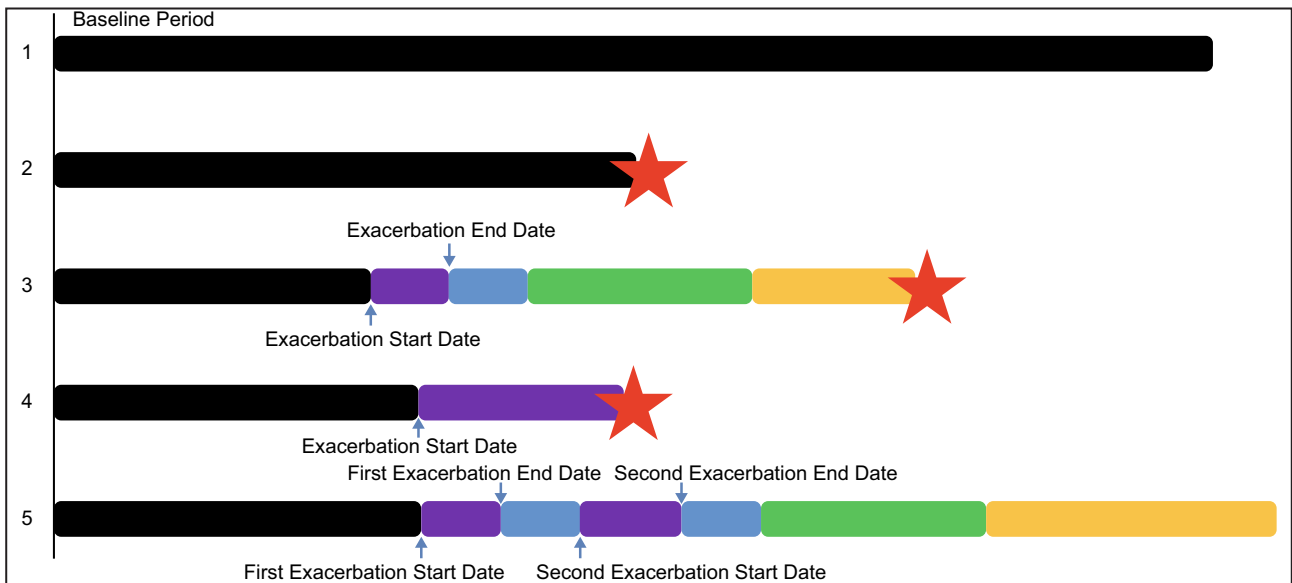 Baseline Period
1
2
Exacerbation End Date
3
Exacerbation Start Date
4
Exacerbation Start Date
First Exacerbation End Date
Second Exacerbation End Date
5
First Exacerbation Start Date
Second Exacerbation Start Date